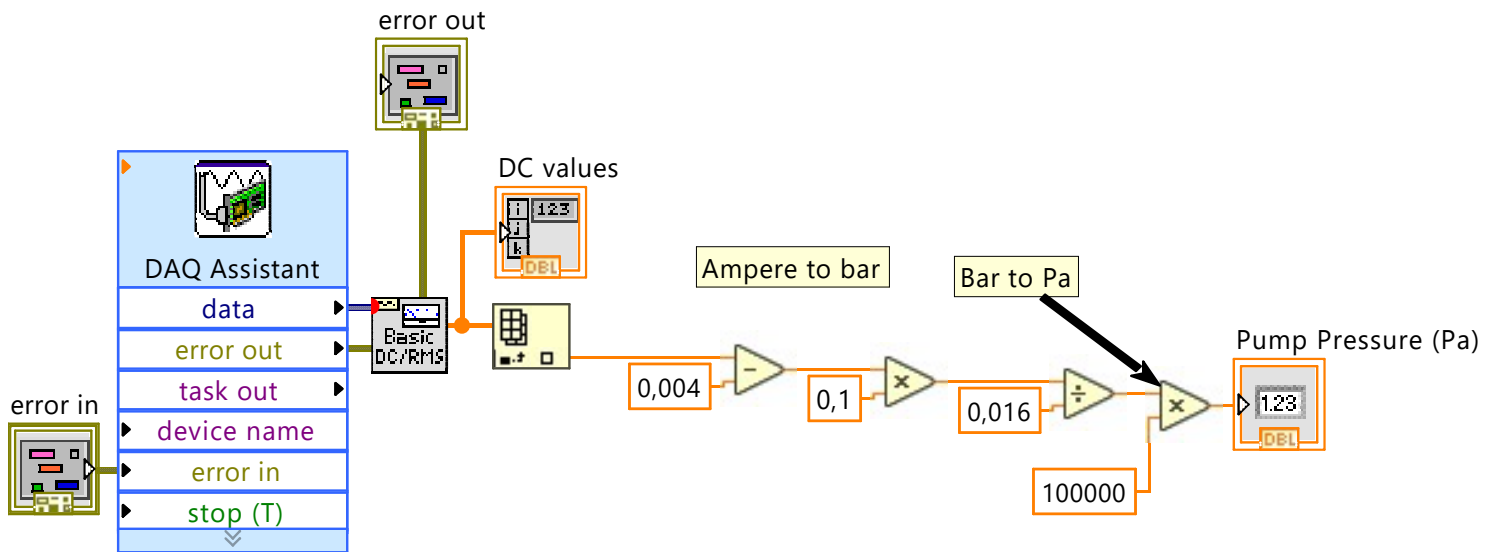 error out
DC values
DAQ Assistant
data
error out
task out
device name
error in
stop (T)
error in
Basic
DC/RMS
i
j
k
123
DBL
Ampere to bar
Bar to Pa
0,004
0,1
0,016
100000
Pump Pressure (Pa)
1.23
DBL